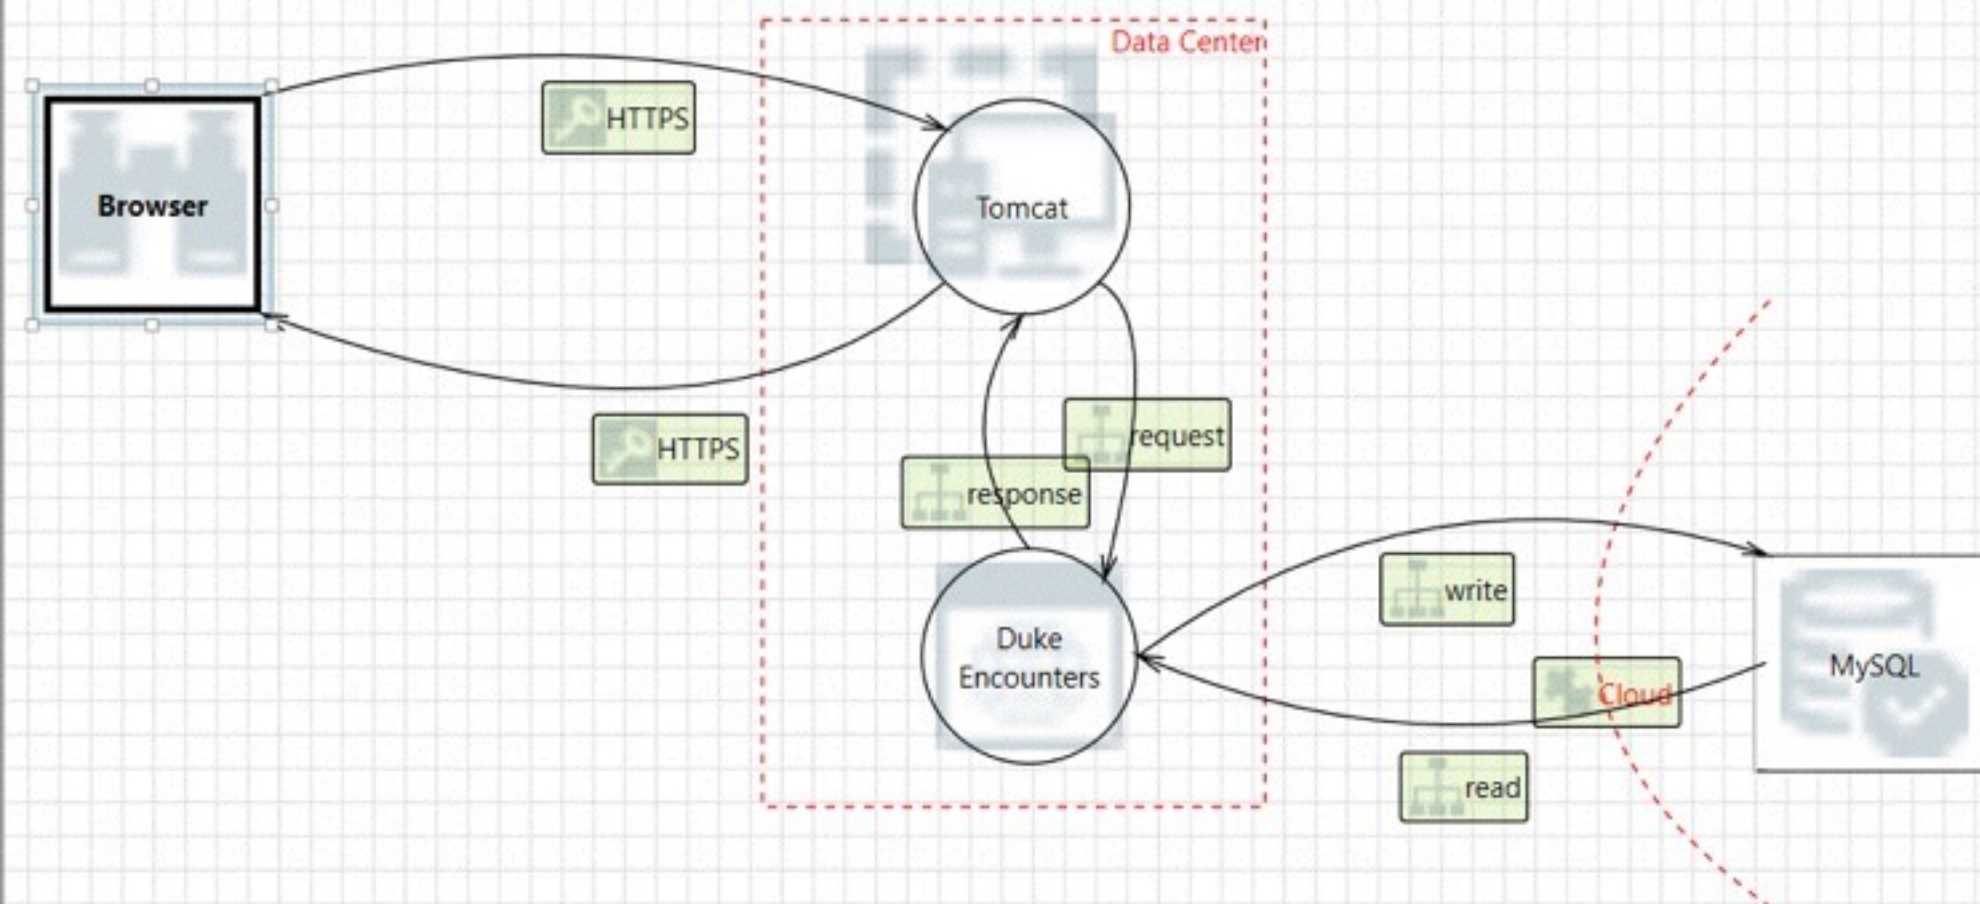 Data Center
HTTPS
Browser
Tomcat
HTTPS
request
response
write
Duke
Encounters
MySQL
Cloud
read